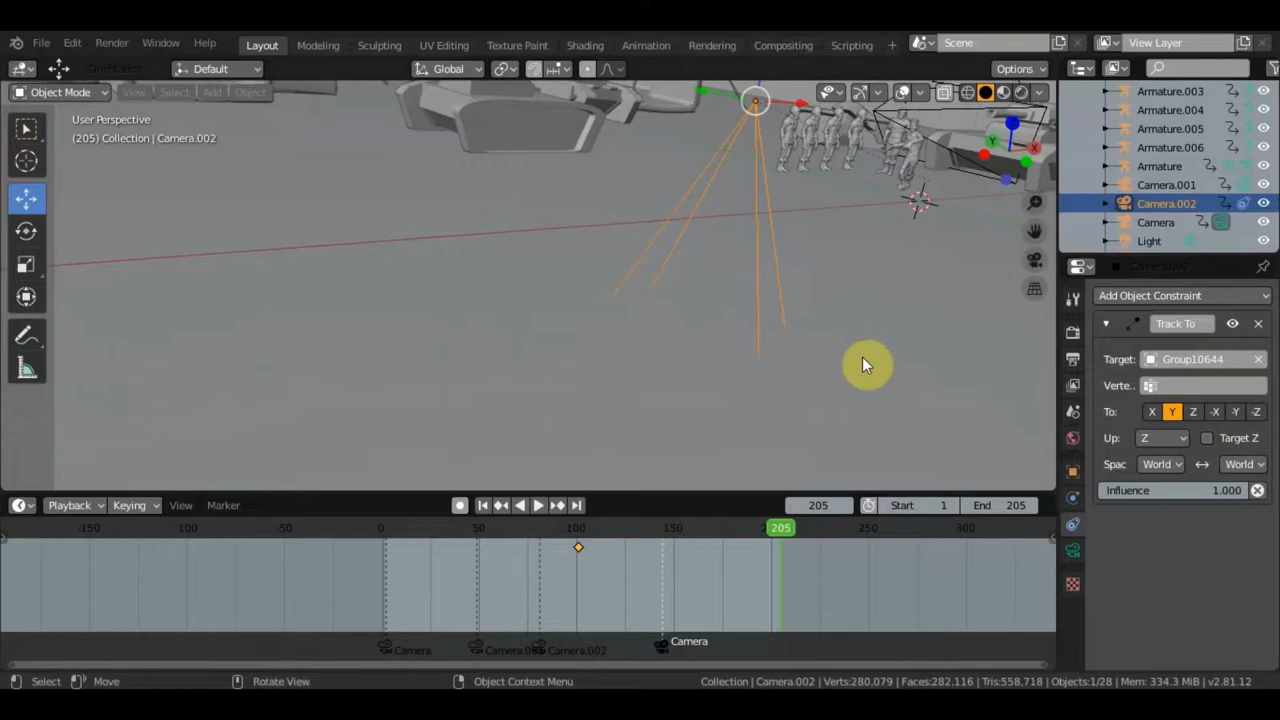 File Edit Render Window Help Layout Modeling Sculpting UV Editing Texture Paint Shading Animation Rendering Compositing Scripting + Scene View Layer
Orientation Default Global Options
Object Mode View Select Add Object
User Perspective
(205) Collection | Camera.002
Z
Y
X
Armature.003
Armature.004
Armature.005
Armature.006
Armature
Camera.001
Camera.002
Camera
Light
Camera.002
Add Object Constraint
Track To
Target: Group10644
Verte..
To: X Y Z -X -Y -Z
Up: Z Target Z
Spac World World
Influence 1.000
Playback Keying View Marker 205 Start 1 End 205
-150 -100 -50 0 50 100 150 205 250 300
Camera Camera.002 Camera
Select Move Rotate View Object Context Menu Collection | Camera.002 | Verts:280,079 | Faces:282,116 | Tris:558,718 | Objects:1/28 | Mem: 334.3 MiB | v2.81.12